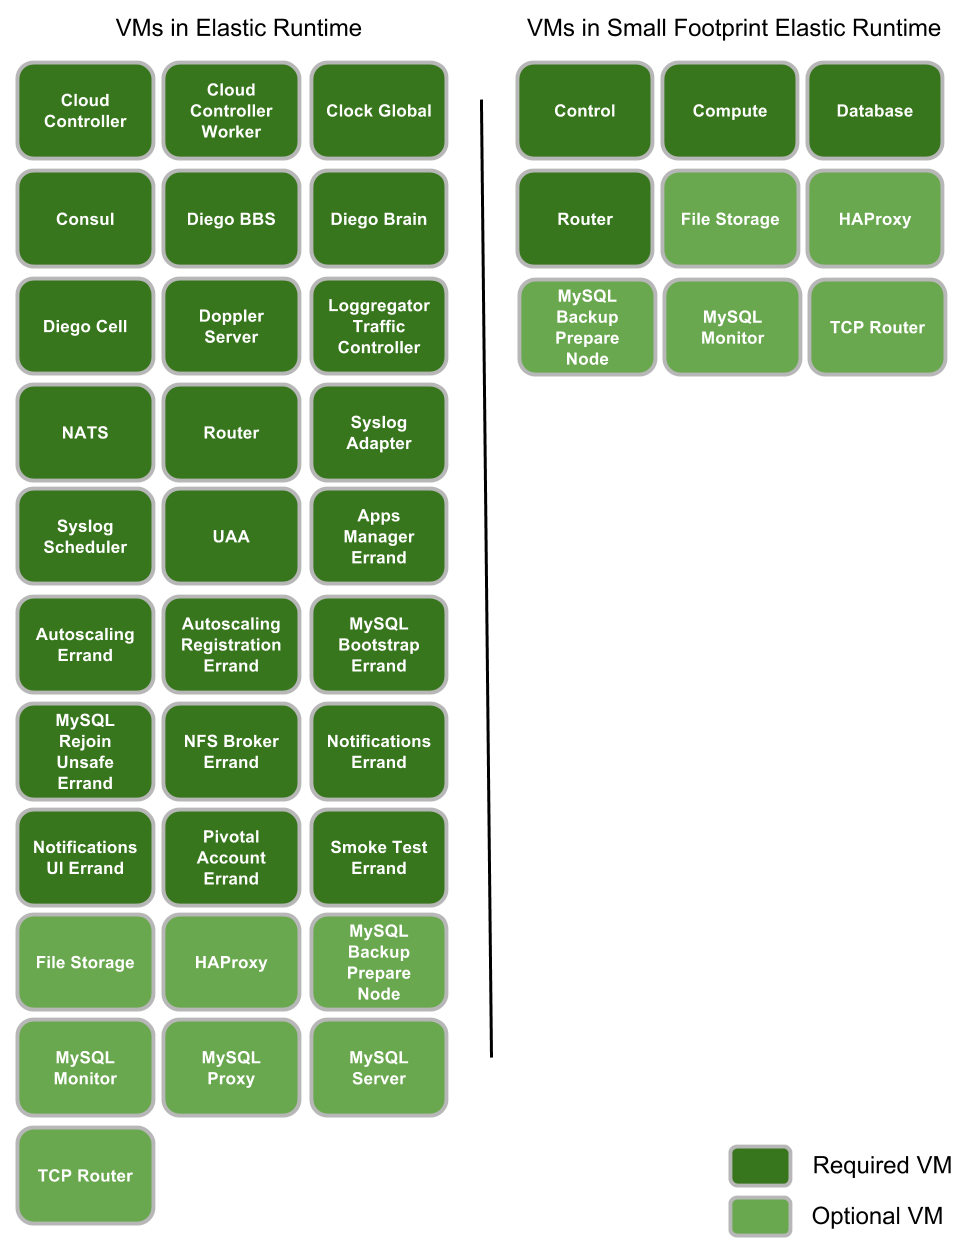 VMs in Elastic Runtime
Cloud
Controller
Cloud
Controller
Worker
Clock Global
Consul
Diego BBS
Diego Brain
Diego Cell
Doppler
Server
Loggregator
Traffic
Controller
NATS
Router
Syslog
Adapter
Syslog
Scheduler
UAA
Apps
Manager
Errand
Autoscaling
Errand
Autoscaling
Registration
Errand
MySQL
Bootstrap
Errand
MySQL
Rejoin
Unsafe
Errand
NFS Broker
Errand
Notifications
Errand
Notifications
UI Errand
Pivotal
Account
Errand
Smoke Test
Errand
File Storage
HAProxy
MySQL
Backup
Prepare
Node
MySQL
Monitor
MySQL
Proxy
MySQL
Server
TCP Router
VMs in Small Footprint Elastic Runtime
Control
Compute
Database
Router
File Storage
HAProxy
MySQL
Backup
Prepare
Node
MySQL
Monitor
TCP Router
Required VM
Optional VM